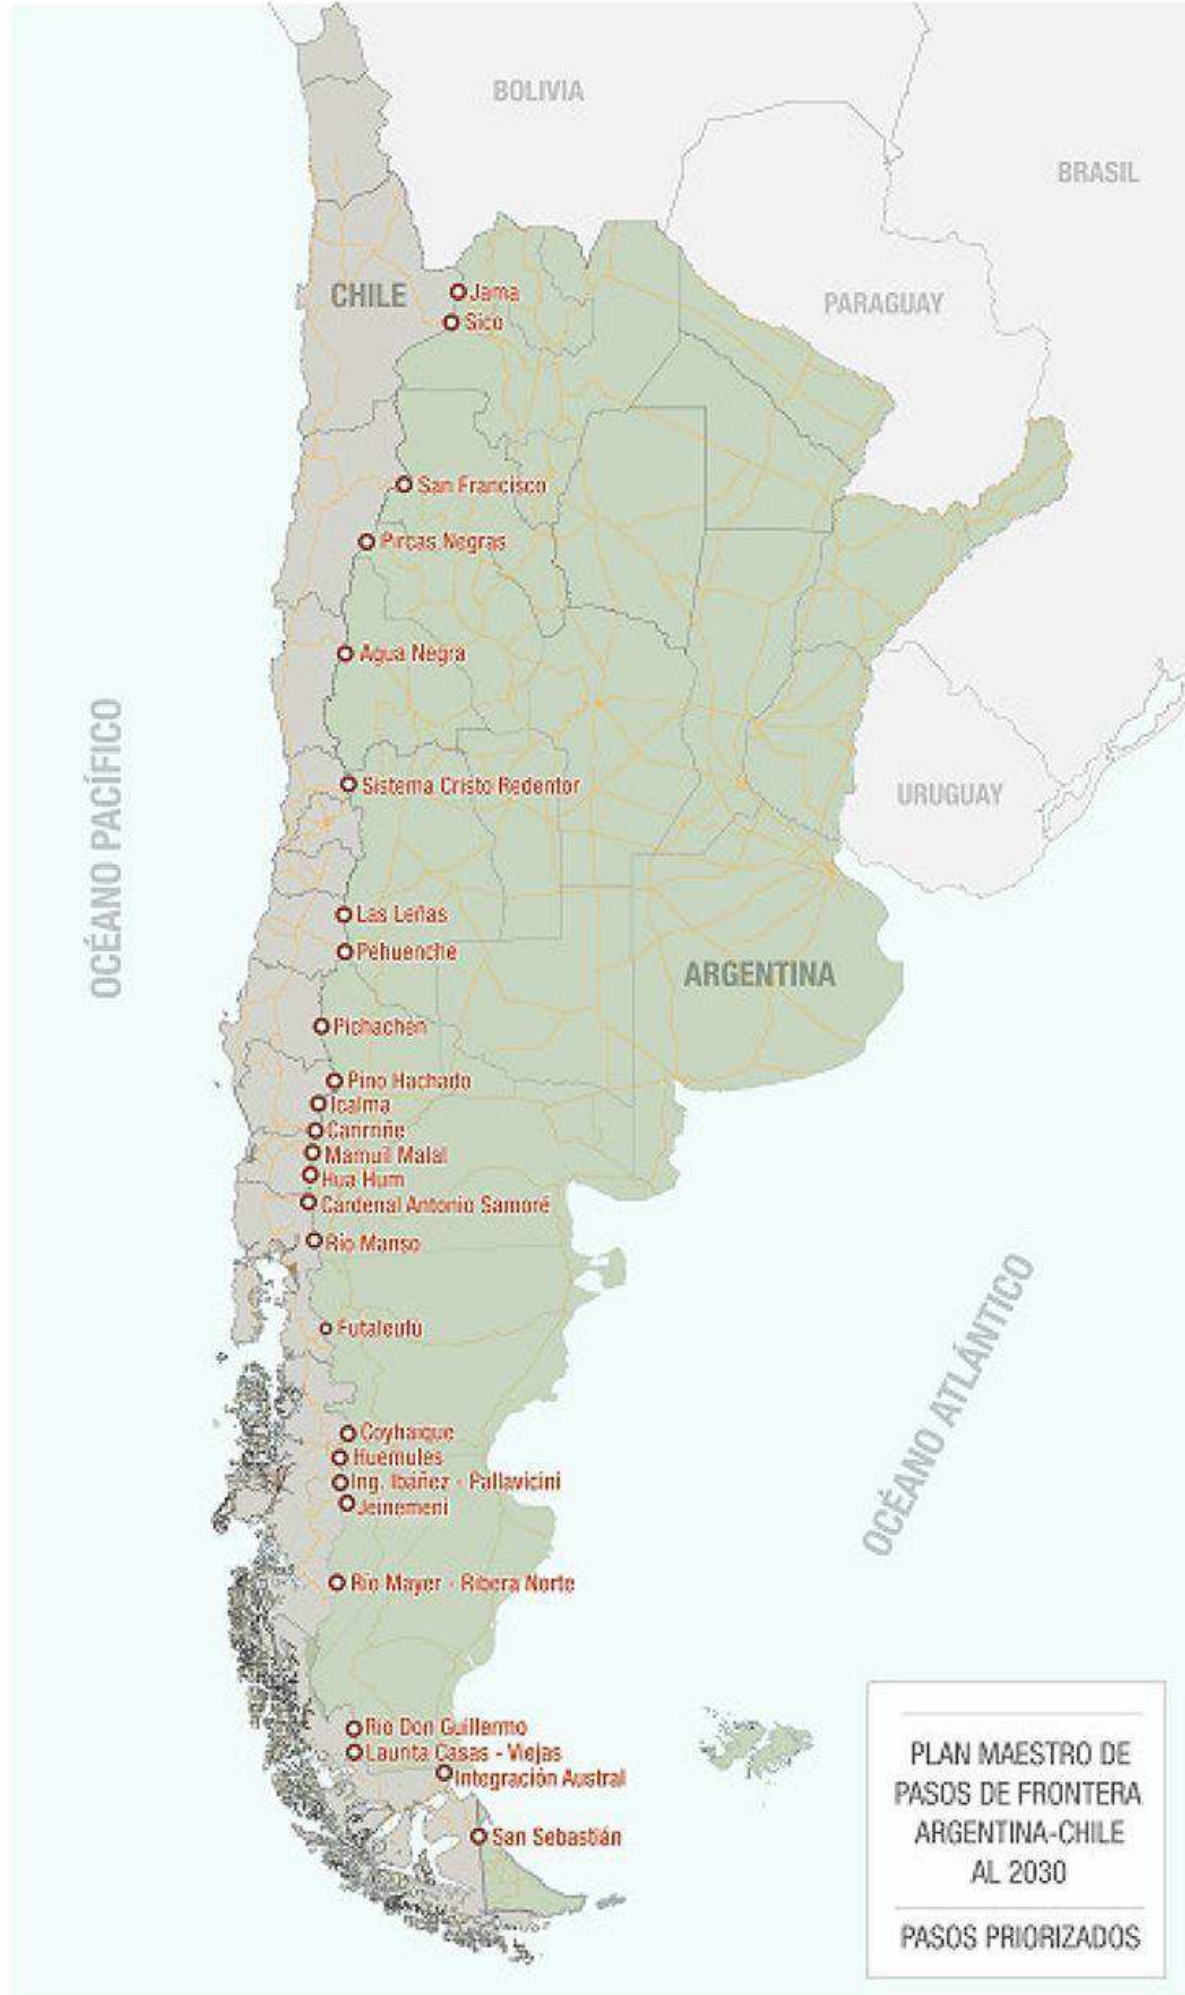 BOLIVIA
BRASIL
CHILE
Jama
PARAGUAY
Sico
San Francisco
Pircas Negras
Agua Negra
OCÉANO PACÍFICO
Sistema Cristo Redentor
URUGUAY
Las Leñas
Pehuenche
ARGENTINA
Pichachén
Pino Hachado
Icalma
Mamuil Malal
Hua Hum
Cardenal Antonio Samoré
Río Manso
OCÉANO ATLÁNTICO
Futaleufú
Coyhaique
Huemules
Ing. Ibáñez - Pallavicini
Jeinemeni
Río Mayer - Ribera Norte
Río Don Guillermo
Laurita Casas - Viejas
Integración Austral
San Sebastián
PLAN MAESTRO DE
PASOS DE FRONTERA
ARGENTINA-CHILE
AL 2030
PASOS PRIORIZADOS